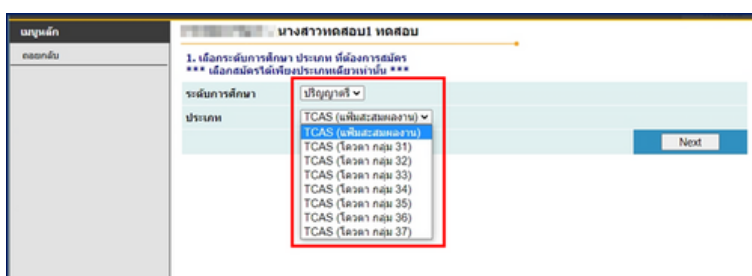 เมนูหลัก
ถอยกลับ
นางสาวทดสอบ1 ทดสอบ
1. เลือกระดับการศึกษา ประเภท ที่ต้องการสมัคร
*** เลือกสมัครได้เพียงประเภทเดียวเท่านั้น ***
ระดับการศึกษา ปริญญาตรี
ประเภท TCAS (แฟ้มสะสมผลงาน)
TCAS (แฟ้มสะสมผลงาน)
TCAS (โควตา กลุ่ม 31)
Next
TCAS (โควตา กลุ่ม 32)
TCAS (โควตา กลุ่ม 33)
TCAS (โควตา กลุ่ม 34)
TCAS (โควตา กลุ่ม 35)
TCAS (โควตา กลุ่ม 36)
TCAS (โควตา กลุ่ม 37)